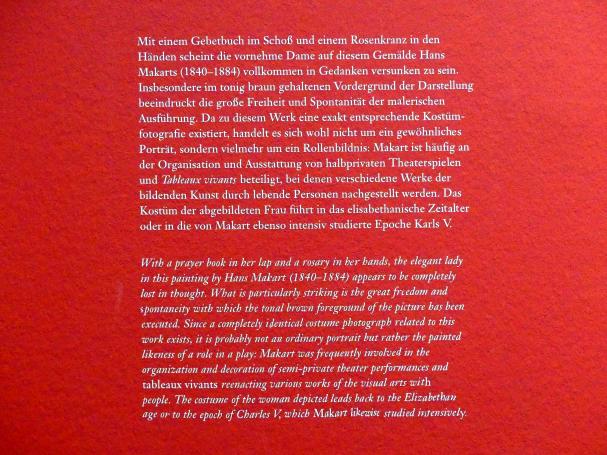 Mit einem Gebetbuch im Schoß und einem Rosenkranz in den
Händen scheint die vornehme Dame auf diesem Gemälde Hans
Makarts (1840–1884) vollkommen in Gedanken versunken zu sein.
Insbesondere im tonig braun gehaltenen Vordergrund der Darstellung
beeindruckt die große Freiheit und Spontanität der malerischen
Ausführung. Da zu diesem Werk eine exakt entsprechende Kostüm-
fotografie existiert, handelt es sich wohl nicht um ein gewöhnliches
Porträt, sondern vielmehr um ein Rollenbildnis: Makart ist häufig an
der Organisation und Ausstattung von halbprivaten Theaterspielen
und Tableaux vivants beteiligt, bei denen verschiedene Werke der
bildenden Kunst durch lebende Personen nachgestellt werden. Das
Kostüm der abgebildeten Frau führt in das elisabethanische Zeitalter
oder in die von Makart ebenso intensiv studierte Epoche Karls V.
With a prayer book in her lap and a rosary in her hands, the elegant lady
in this painting by Hans Makart (1840–1884) appears to be completely
lost in thought. What is particularly striking is the great freedom and
spontaneity with which the tonal brown foreground of the picture has been
executed. Since a completely identical costume photograph related to this
work exists, it is probably not an ordinary portrait but rather the painted
likeness of a role in a play: Makart was frequently involved in the
organization and decoration of semi-private theater performances and
tableaux vivants reenacting various works of the visual arts with
people. The costume of the woman depicted leads back to the Elizabethan
age or to the epoch of Charles V, which Makart likewise studied intensively.